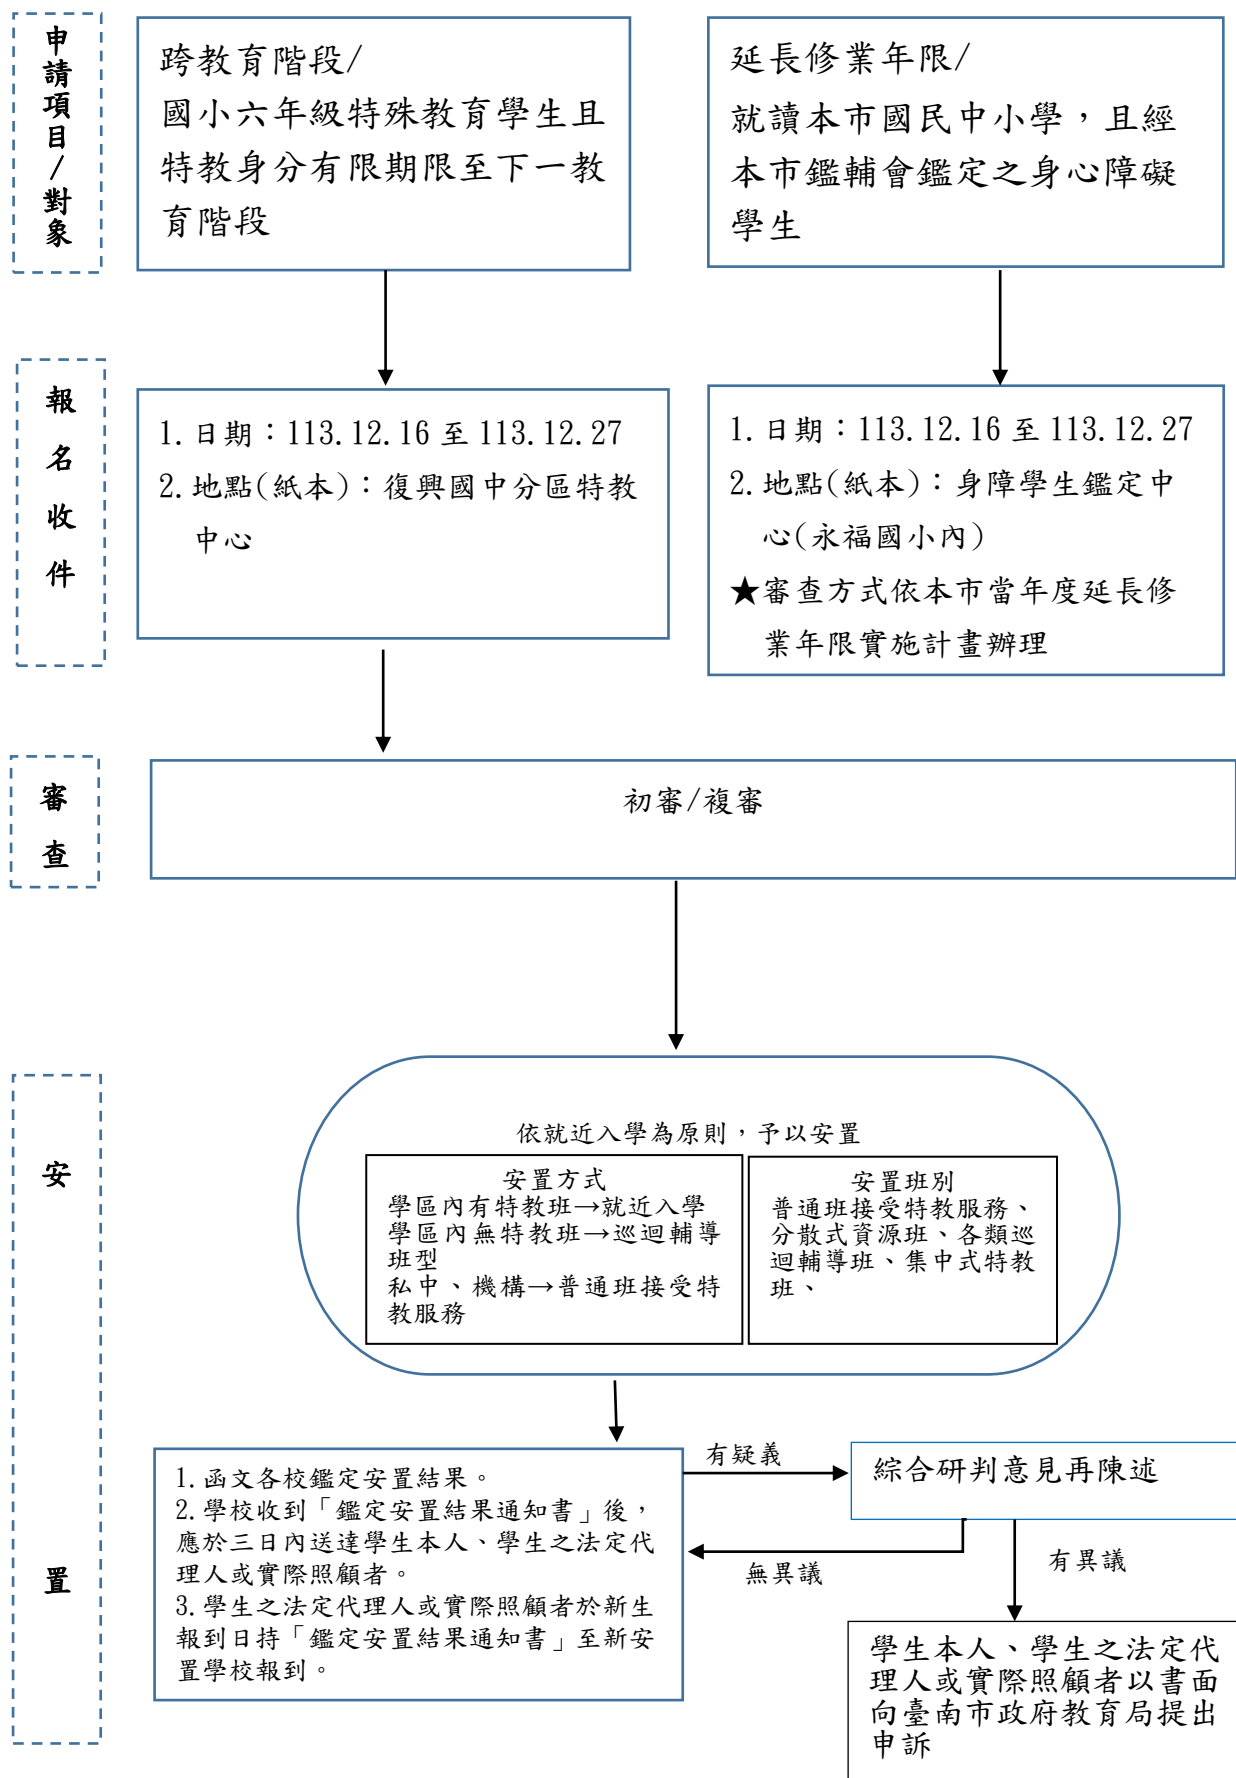 申請項目/對象
跨教育階段/
國小六年級特殊教育學生且
特教身分有限期限至下一教
育階段
延長修業年限/
就讀本市國民中小學，且經
本市鑑輔會鑑定之身心障礙
學生
報名收件
1.日期：113.12.16 至 113.12.27
2.地點(紙本)：復興國中分區特教
中心
1.日期：113.12.16 至 113.12.27
2.地點(紙本)：身障學生鑑定中
心(永福國小內)
★審查方式依本市當年度延長修
業年限實施計畫辦理
審查
初審/複審
安置
依就近入學為原則，予以安置
安置方式
學區內有特教班→就近入學
學區內無特教班→巡迴輔導
班型
私中、機構→普通班接受特
教服務
安置班別
普通班接受特教服務、
分散式資源班、各類巡
迴輔導班、集中式特教
班、
1.函文各校鑑定安置結果。
2.學校收到「鑑定安置結果通知書」後，
應於三日內送達學生本人、學生之法定代
理人或實際照顧者。
3.學生之法定代理人或實際照顧者於新生
報到日持「鑑定安置結果通知書」至新安
置學校報到。
有疑義
綜合研判意見再陳述
無異議
有異議
學生本人、學生之法定代
理人或實際照顧者以書面
向臺南市政府教育局提出
申訴